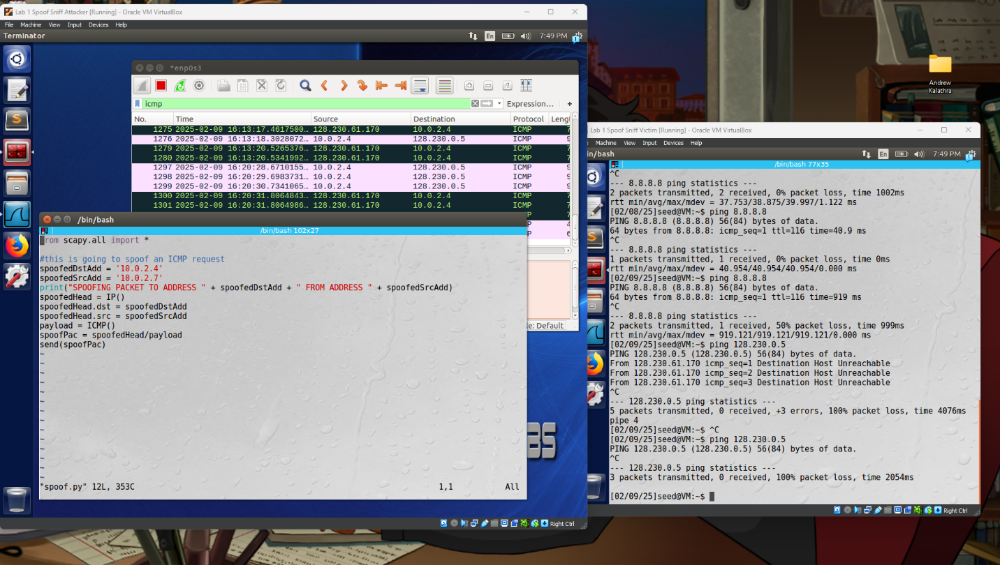 Lab 1 Spoof Sniff Attacker [Running] - Oracle VM VirtualBox
File Machine View Input Devices Help
Terminator
En
7:49 PM
*enp0s3
icmp
Expression…
+
No. Time Source Destination Protocol Lengt
1275 2025-02-09 16:13:17.4617500… 128.230.61.170 10.0.2.4 ICMP 7
1276 2025-02-09 16:13:18.3028072… 10.0.2.4 128.230.0.5 ICMP 9
1279 2025-02-09 16:13:20.5265376… 128.230.61.170 10.0.2.4 ICMP 7
1280 2025-02-09 16:13:20.5341992… 128.230.61.170 10.0.2.4 ICMP 7
1297 2025-02-09 16:20:28.6710155… 10.0.2.4 128.230.0.5 ICMP 9
1298 2025-02-09 16:20:29.6983731… 10.0.2.4 128.230.0.5 ICMP 9
1299 2025-02-09 16:20:30.7341065… 10.0.2.4 128.230.0.5 ICMP 9
1300 2025-02-09 16:20:31.8064843… 128.230.61.170 10.0.2.4 ICMP 7
1301 2025-02-09 16:20:31.8064986… 128.230.61.170 10.0.2.4 ICMP 7
/bin/bash
/bin/bash 102x27
from scapy.all import *
#this is going to spoof an ICMP request
spoofedDstAdd = '10.0.2.4'
spoofedSrcAdd = '10.0.2.7'
print("SPOOFING PACKET TO ADDRESS " + spoofedDstAdd + " FROM ADDRESS " + spoofedSrcAdd)
spoofedHead = IP()
spoofedHead.dst = spoofedDstAdd
spoofedHead.src = spoofedSrcAdd
payload = ICMP()
spoofPac = spoofedHead/payload
send(spoofPac)
~
~
~
~
~
~
~
~
~
~
~
~
~
~
"spoof.py" 12L, 353C 1,1 All
le: Default
BS
Right Ctrl
Andrew
Kalathra
Lab 1 Spoof Sniff Victim [Running] - Oracle VM VirtualBox
Machine View Input Devices Help
in/bash
En
7:49 PM
/bin/bash 77x35
^C
--- 8.8.8.8 ping statistics ---
2 packets transmitted, 2 received, 0% packet loss, time 1002ms
rtt min/avg/max/mdev = 37.753/38.875/39.997/1.122 ms
[02/08/25]seed@VM:~$ ping 8.8.8.8
PING 8.8.8.8 (8.8.8.8) 56(84) bytes of data.
64 bytes from 8.8.8.8: icmp_seq=1 ttl=116 time=40.9 ms
^C
--- 8.8.8.8 ping statistics ---
1 packets transmitted, 1 received, 0% packet loss, time 0ms
rtt min/avg/max/mdev = 40.954/40.954/40.954/0.000 ms
[02/09/25]seed@VM:~$ ping 8.8.8.8
PING 8.8.8.8 (8.8.8.8) 56(84) bytes of data.
64 bytes from 8.8.8.8: icmp_seq=1 ttl=116 time=919 ms
^C
--- 8.8.8.8 ping statistics ---
2 packets transmitted, 1 received, 50% packet loss, time 999ms
rtt min/avg/max/mdev = 919.121/919.121/919.121/0.000 ms
[02/09/25]seed@VM:~$ ping 128.230.0.5
PING 128.230.0.5 (128.230.0.5) 56(84) bytes of data.
From 128.230.61.170 icmp_seq=1 Destination Host Unreachable
From 128.230.61.170 icmp_seq=2 Destination Host Unreachable
From 128.230.61.170 icmp_seq=3 Destination Host Unreachable
^C
--- 128.230.0.5 ping statistics ---
5 packets transmitted, 0 received, +3 errors, 100% packet loss, time 4076ms
pipe 4
[02/09/25]seed@VM:~$ ^C
[02/09/25]seed@VM:~$ ping 128.230.0.5
PING 128.230.0.5 (128.230.0.5) 56(84) bytes of data.
^C
--- 128.230.0.5 ping statistics ---
3 packets transmitted, 0 received, 100% packet loss, time 2054ms
[02/09/25]seed@VM:~$
Right Ctrl